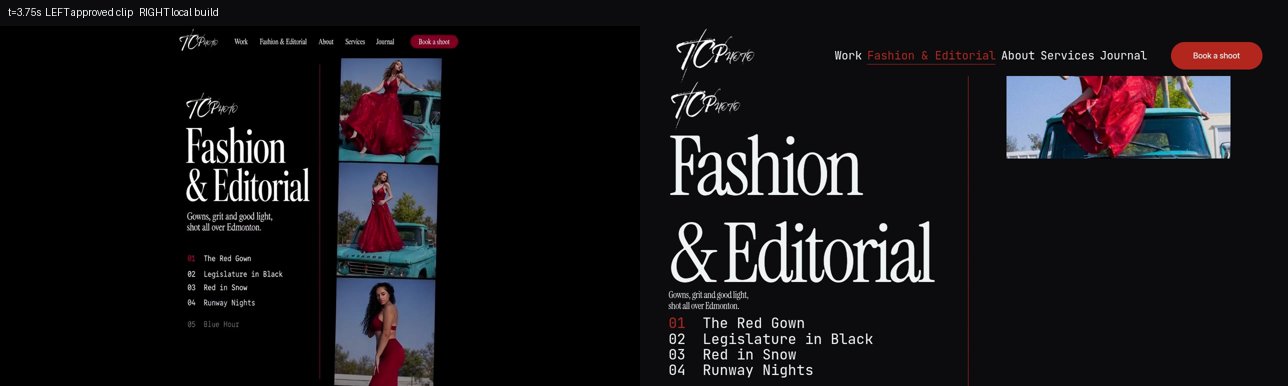 t=3.75s LEFT approved clip RIGHT local build
TCPHOTO Work Fashion & Editorial About Services Journal Book a shoot
TCPHOTO
Fashion
& Editorial
Gowns, grit and good light,
shot all over Edmonton.
01 The Red Gown
02 Legislature in Black
03 Red in Snow
04 Runway Nights
05 Blue Hour
TCPHOTO Work Fashion & Editorial About Services Journal Book a shoot
TCPHOTO
Fashion
& Editorial
Gowns, grit and good light,
shot all over Edmonton.
01 The Red Gown
02 Legislature in Black
03 Red in Snow
04 Runway Nights